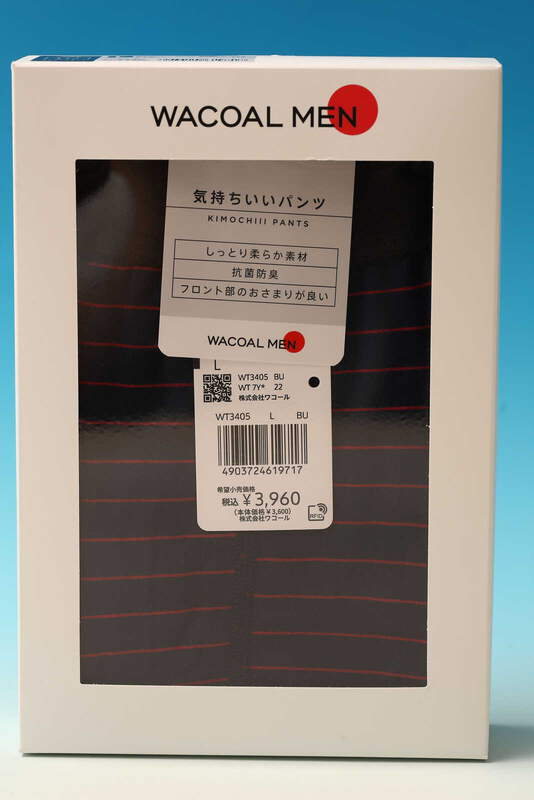 WACOAL MEN
気持ちいいパンツ
KIMOCHIII PANTS
しっとり柔らか素材
抗菌防臭
フロント部のおさまりが良い
WACOAL MEN
L
WT3405 BU
WT 7Y* 22
株式会社ワコール
WT3405 L BU
4903724619717
希望小売価格
税込 ¥3,960
(本体価格¥3,600)
株式会社ワコール
RFID